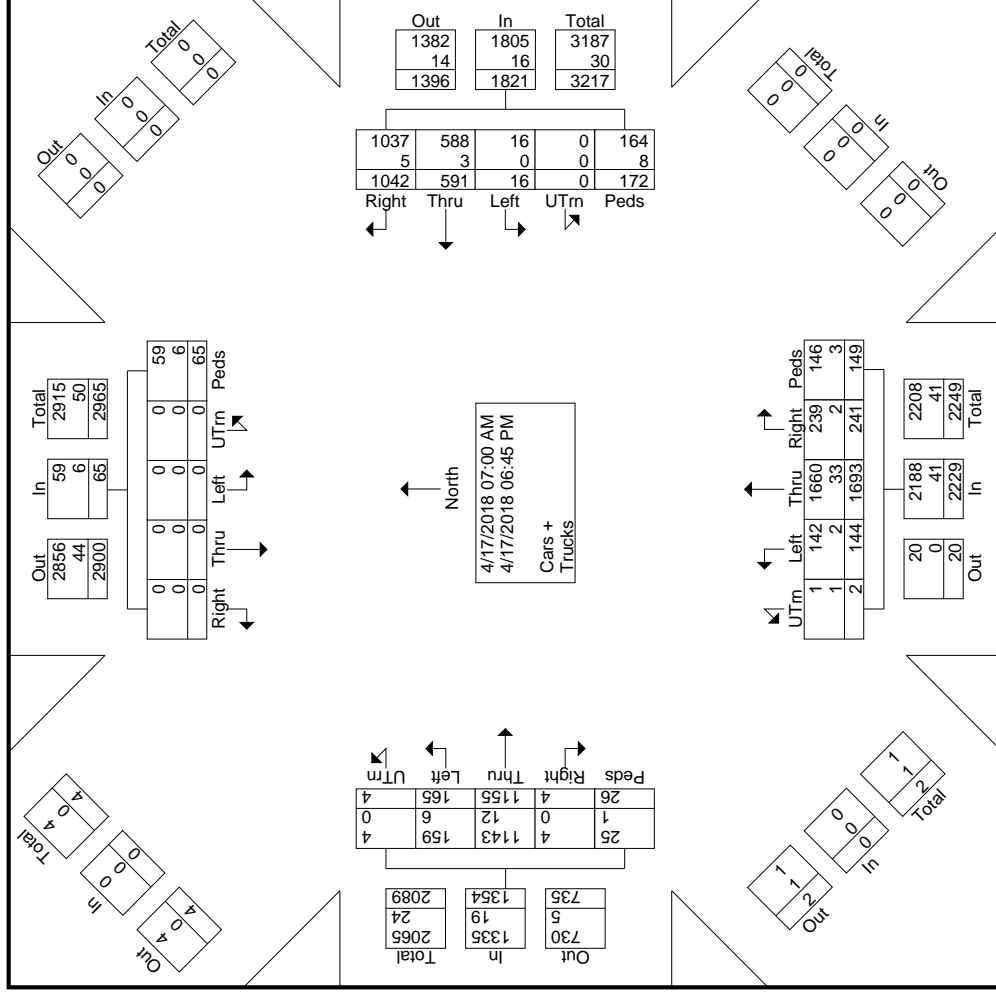 Out In Total
1382 1805 3187
14 16 30
1396 1821 3217
1037 588 16 0 164
5 3 0 0 8
1042 591 16 0 172
Right Thru Left UTrn Peds
Out
0
0
0
In
0
0
0
Total
0
0
0
Total
0
0
0
In
0
0
0
Out
0
0
0
Out In Total
2856 59 2915
44 6 50
2900 65 2965
0 0 0 0 59
0 0 0 0 6
0 0 0 0 65
Right Thru Left UTrn Peds
North
4/17/2018 07:00 AM
4/17/2018 06:45 PM
Cars +
Trucks
UTrn Left Thru Right Peds
1 142 1660 239 146
1 2 33 2 3
2 144 1693 241 149
20 2188 2208
0 41 41
20 2229 2249
Out In Total
Peds Right Thru Left UTrn
26 4 1155 165 4
1 0 12 6 0
25 4 1143 159 4
735 1354 2089
5 19 24
730 1335 2065
Out In Total
Total
4
0
4
In
0
0
0
Out
4
0
4
1
1
2
Out
0
0
0
In
1
1
2
Total